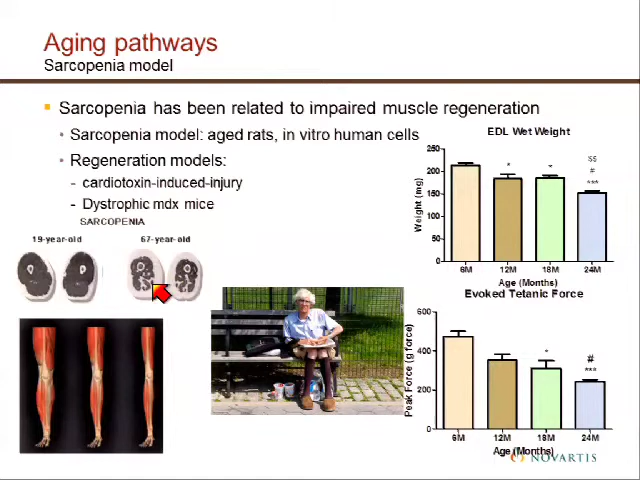 Aging pathways
Sarcopenia model
Sarcopenia has been related to impaired muscle regeneration
Sarcopenia model: aged rats, in vitro human cells
Regeneration models:
- cardiotoxin-induced-injury
- Dystrophic mdx mice
SARCOPENIA
19-year-old 67-year-old
EDL Wet Weight
Weight (mg)
250
200
150
100
50
0
*
*
$$
#
***
6M 12M 18M 24M
Age (Months)
Evoked Tetanic Force
Peak Force (g force)
600
400
200
0
*
#
***
6M 12M 18M 24M
Age (Months)
NOVARTIS